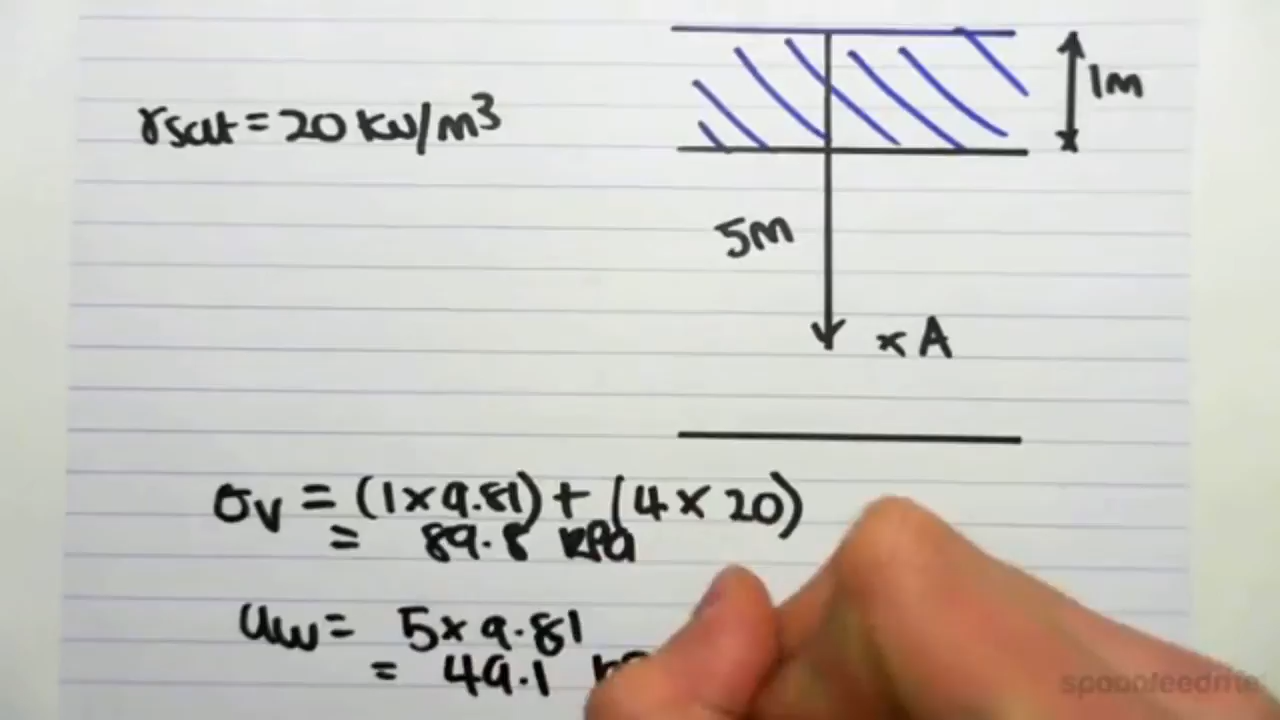 1m
γsat = 20 kN/m³
5m
x A
σv = (1 x 9.81) + (4 x 20)
= 89.8 kPa
uw = 5 x 9.81
= 49.1
spoonfeedrite